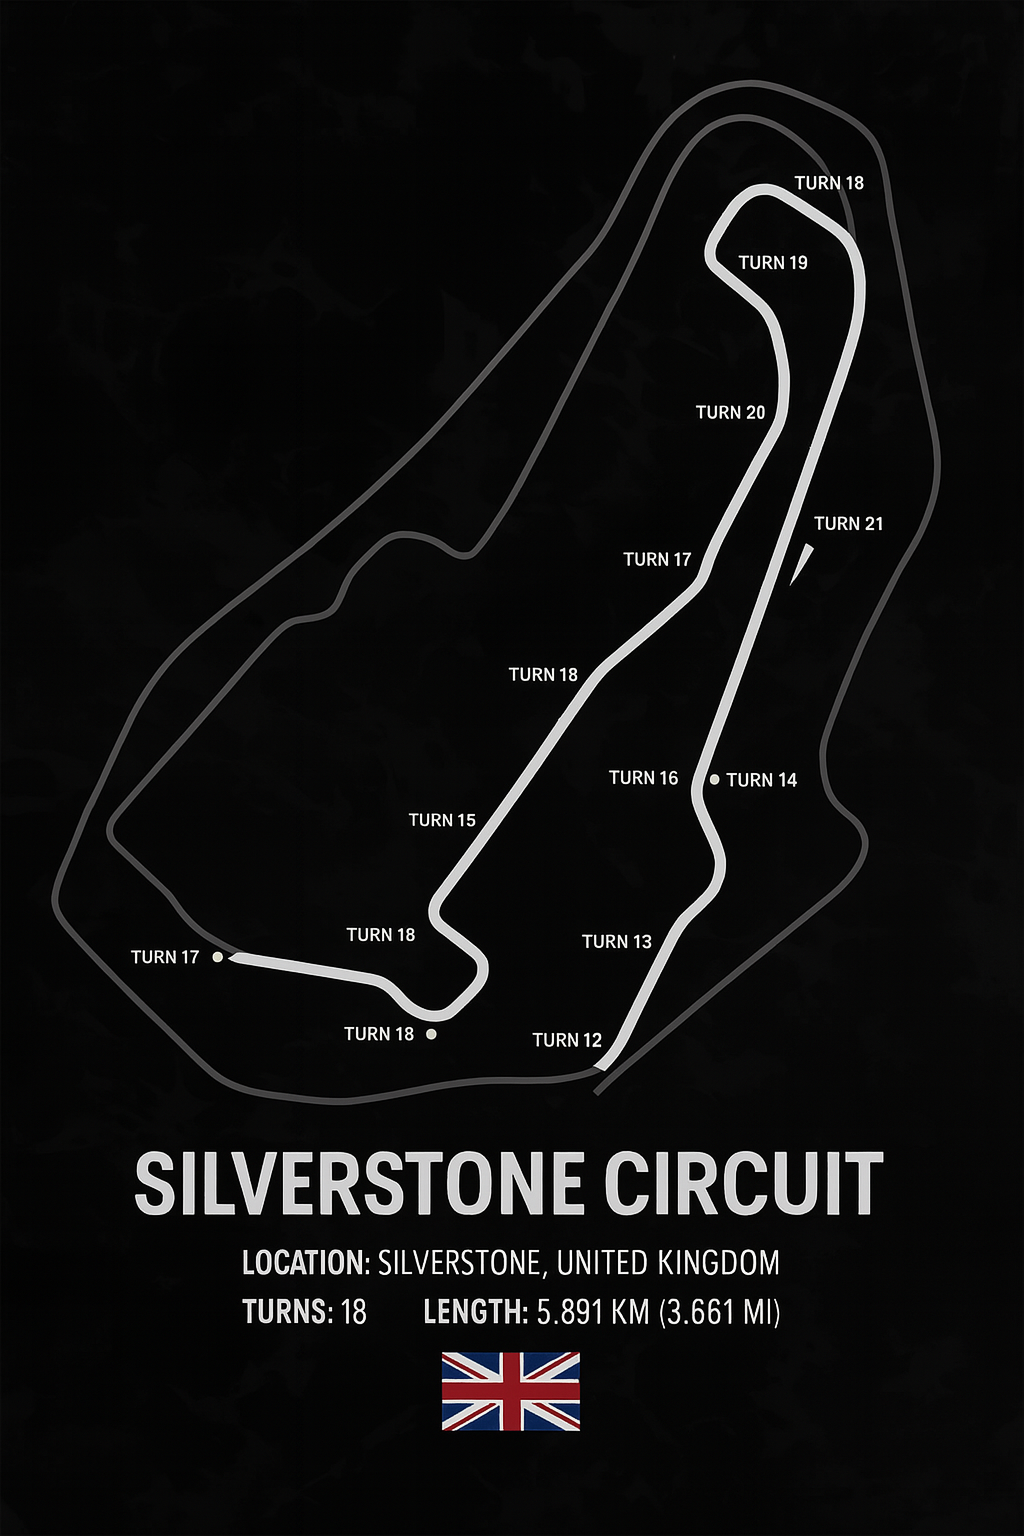 TURN 18
TURN 19
TURN 20
TURN 21
TURN 17
TURN 18
TURN 16
TURN 14
TURN 15
TURN 18
TURN 13
TURN 17
TURN 18
TURN 12
SILVERSTONE CIRCUIT
LOCATION: SILVERSTONE, UNITED KINGDOM
TURNS: 18 LENGTH: 5.891 KM (3.661 MI)